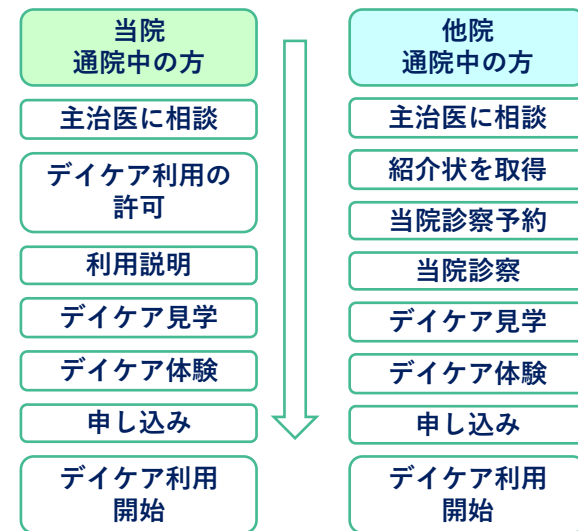 当院
通院中の方
主治医に相談
デイケア利用の
許可
利用説明
デイケア見学
デイケア体験
申し込み
デイケア利用
開始
他院
通院中の方
主治医に相談
紹介状を取得
当院診察予約
当院診察
デイケア見学
デイケア体験
申し込み
デイケア利用
開始